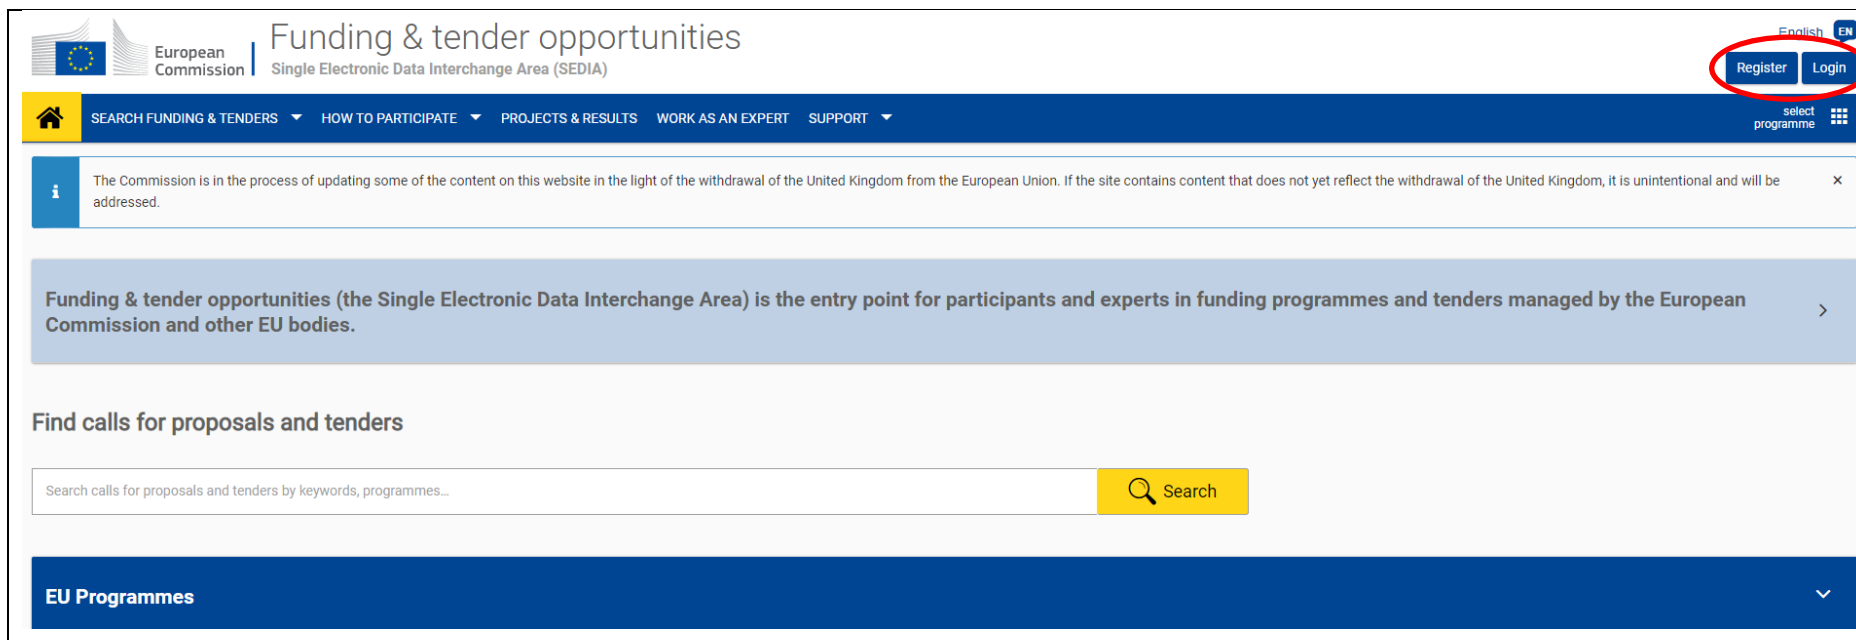 European
Commission
Funding & tender opportunities
Single Electronic Data Interchange Area (SEDIA)
English EN
Register Login
SEARCH FUNDING & TENDERS HOW TO PARTICIPATE PROJECTS & RESULTS WORK AS AN EXPERT SUPPORT
select
programme
i
The Commission is in the process of updating some of the content on this website in the light of the withdrawal of the United Kingdom from the European Union. If the site contains content that does not yet reflect the withdrawal of the United Kingdom, it is unintentional and will be
addressed.
Funding & tender opportunities (the Single Electronic Data Interchange Area) is the entry point for participants and experts in funding programmes and tenders managed by the European
Commission and other EU bodies.
Find calls for proposals and tenders
Search calls for proposals and tenders by keywords, programmes...
Search
EU Programmes